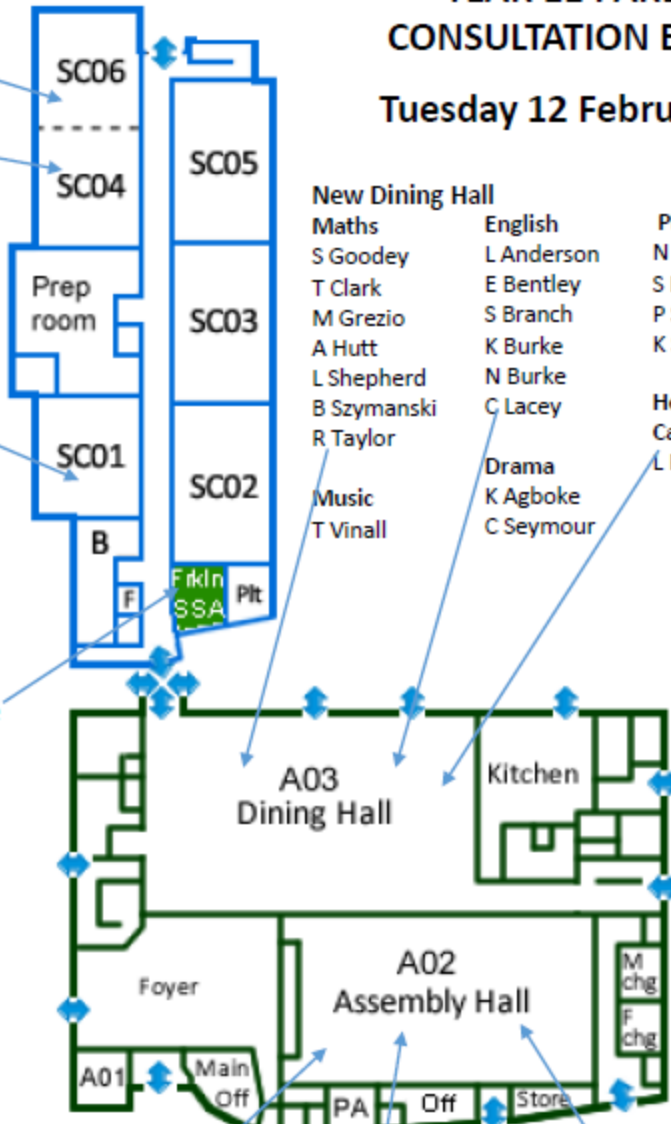 CONSULTATION E
Tuesday 12 Febru
SC06
SC04
SC05
Prep
room
SC03
SC01
SC02
B
F
Frkln
SSA
Plt
New Dining Hall
Maths
S Goodey
T Clark
M Grezio
A Hutt
L Shepherd
B Szymanski
R Taylor
Music
T Vinall
English
L Anderson
E Bentley
S Branch
K Burke
N Burke
C Lacey
Drama
K Agboke
C Seymour
P
N
S
P
K
H
Ca
L
A03
Dining Hall
Kitchen
A02
Assembly Hall
Foyer
M
chg
F
chg
A01
Main
Off
PA
Off
Store